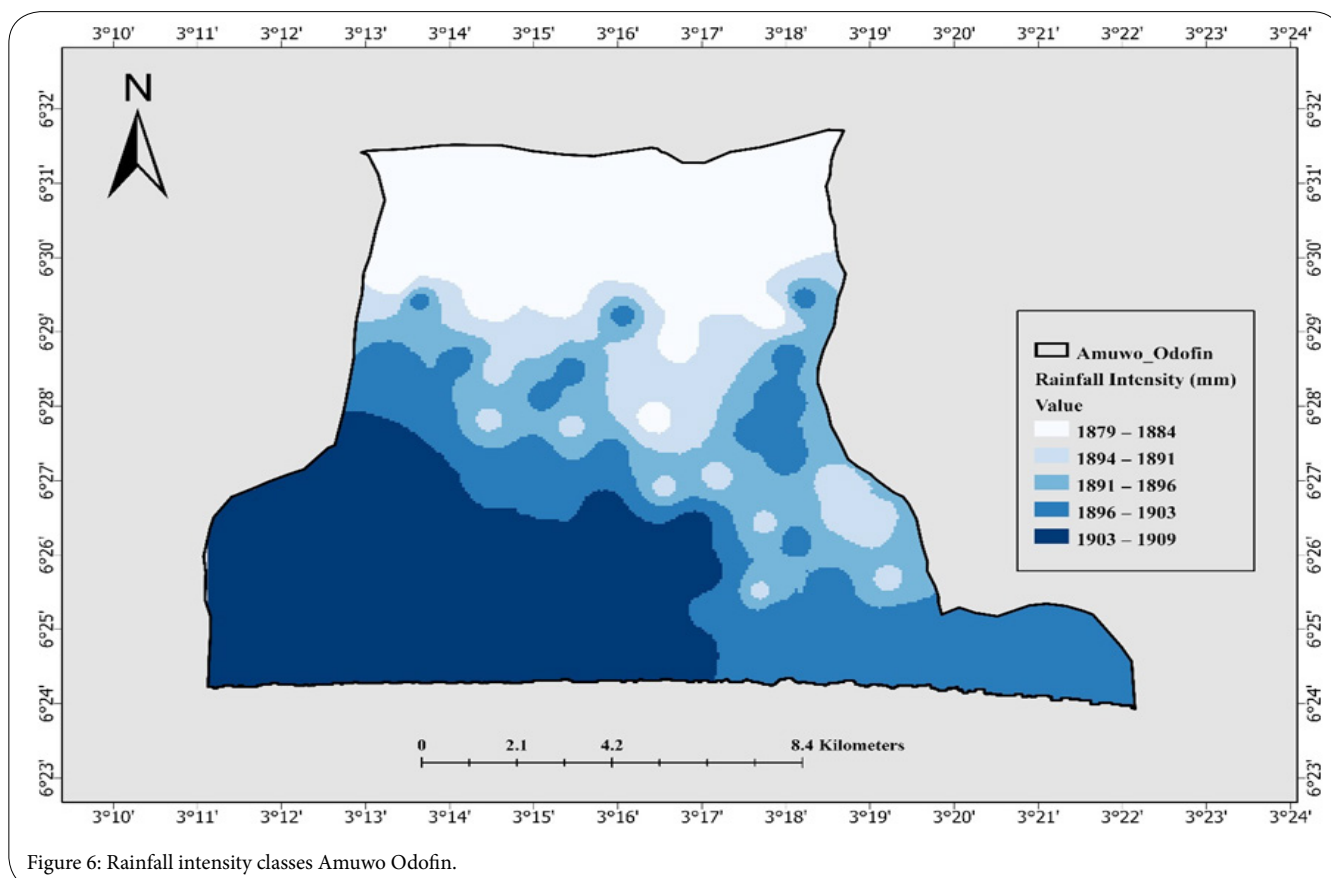 3°10' 3°11' 3°12' 3°13' 3°14' 3°15' 3°16' 3°17' 3°18' 3°19' 3°20' 3°21' 3°22' 3°23' 3°24'
N
6°32' 6°32'
6°31' 6°31'
6°30' 6°30'
6°29' 6°29'
6°28' 6°28'
6°27' 6°27'
6°26' 6°26'
6°25' 6°25'
6°24' 6°24'
6°23' 6°23'
Amuwo_Odofin
Rainfall Intensity (mm)
Value
1879 – 1884
1894 – 1891
1891 – 1896
1896 – 1903
1903 – 1909
0 2.1 4.2 8.4 Kilometers
3°10' 3°11' 3°12' 3°13' 3°14' 3°15' 3°16' 3°17' 3°18' 3°19' 3°20' 3°21' 3°22' 3°23' 3°24'
Figure 6: Rainfall intensity classes Amuwo Odofin.